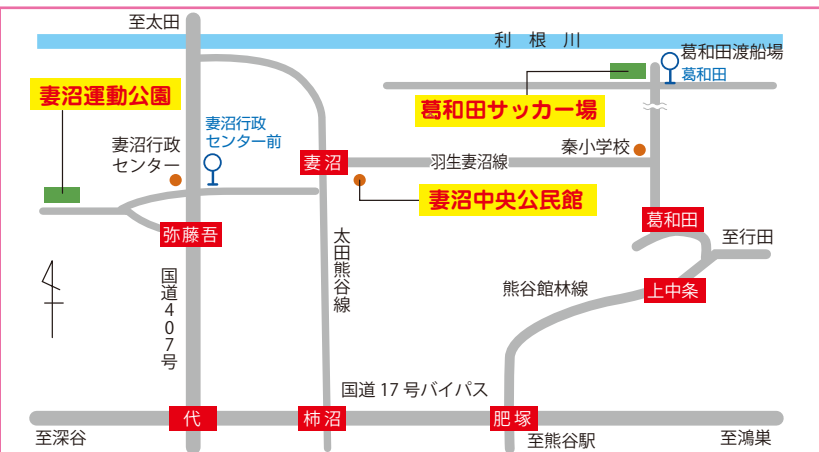 至太田
利根川
葛和田渡船場
葛和田
妻沼運動公園
葛和田サッカー場
妻沼行政
センター前
妻沼行政
センター
妻沼
羽生妻沼線
秦小学校
妻沼中央公民館
葛和田
弥藤吾
至行田
太田熊谷線
国道407号
熊谷館林線
上中条
国道17号バイパス
代
柿沼
肥塚
至深谷
至熊谷駅
至鴻巣